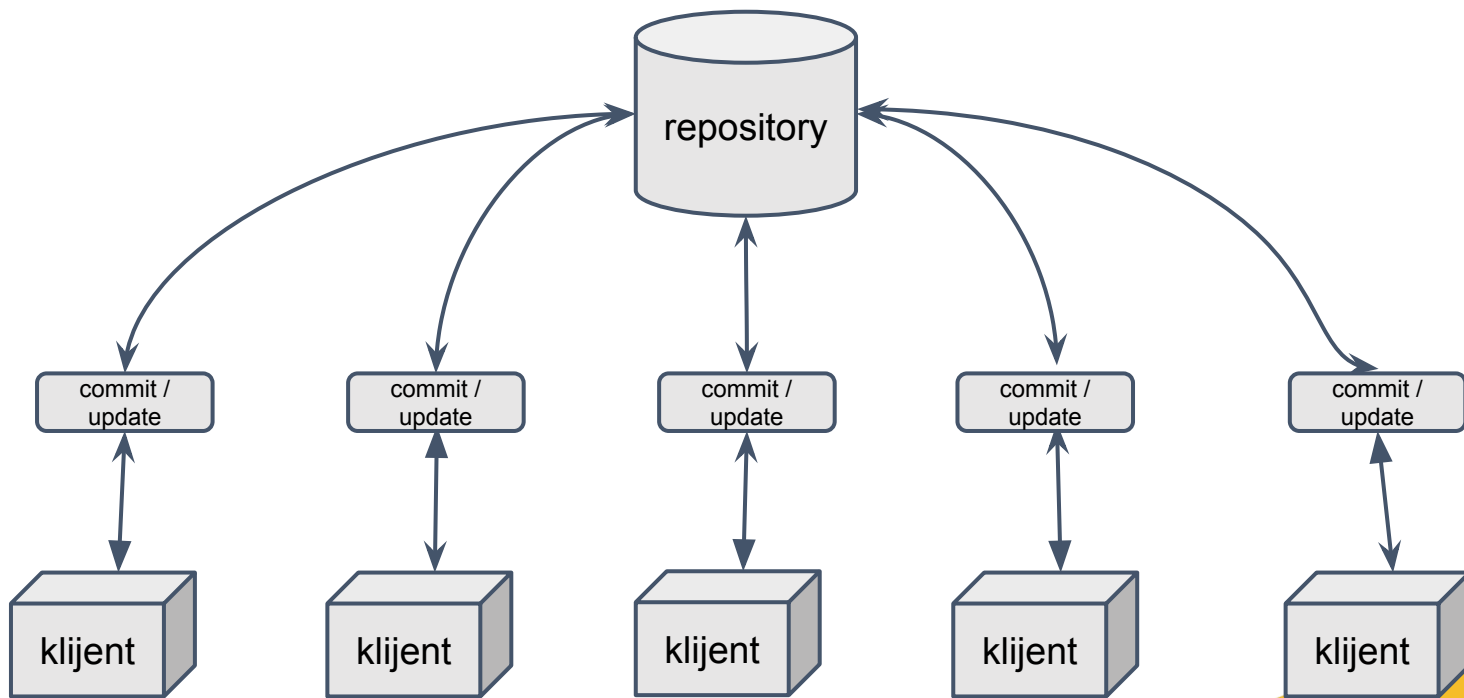 repository
commit /
update
commit /
update
commit /
update
commit /
update
commit /
update
klijent
klijent
klijent
klijent
klijent